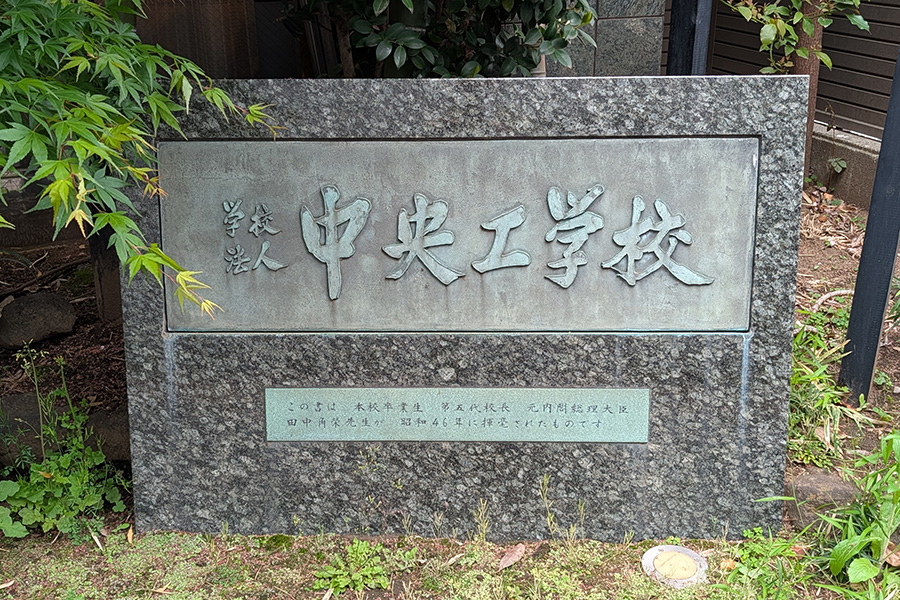 学校
法人
中央工学校
この書は 本校卒業生 第五代校長 元内閣総理大臣
田中角榮先生が 昭和46年に揮毫されたものです